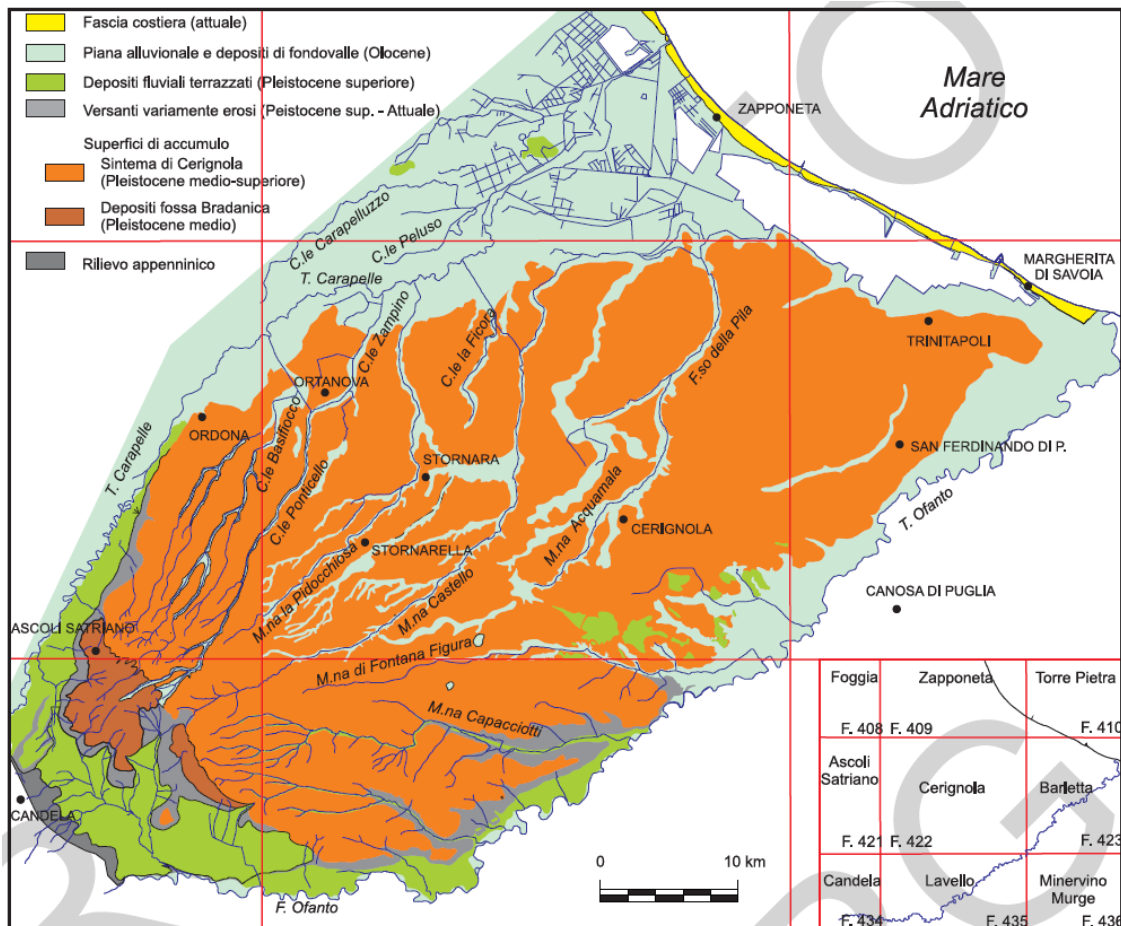 Fascia costiera (attuale)
Piana alluvionale e depositi di fondovalle (Olocene)
Depositi fluviali terrazzati (Pleistocene superiore)
Versanti variamente erosi (Peistocene sup. - Attuale)
Superfici di accumulo
Sintema di Cerignola
(Pleistocene medio-superiore)
Depositi fossa Bradanica
(Pleistocene medio)
Rilievo appenninico
Mare
Adriatico
ZAPPONETA
MARGHERITA
DI SAVOIA
TRINITAPOLI
SAN FERDINANDO DI P.
CANOSA DI PUGLIA
T. Ofanto
C.le Carapelluzzo
C.le Peluso
T. Carapelle
C.le Zampino
C.le la Ficora
F.so della Pila
ORTANOVA
ORDONA
T. Carapelle
C.le Basifiocco
C.le Ponticello
STORNARA
STORNARELLA
M.na la Pidocchiosa
M.na Castello
M.na Acquamala
CERIGNOLA
ASCOLI SATRIANO
M.na di Fontana Figura
M.na Capacciotti
CANDELA
F. Ofanto
0 10 km
Foggia Zapponeta Torre Pietra
F. 408 F. 409 F. 410
Ascoli
Satriano
Cerignola Barletta
F. 421 F. 422 F. 423
Candela Lavello Minervino
Murge
F. 434 F. 435 F. 436